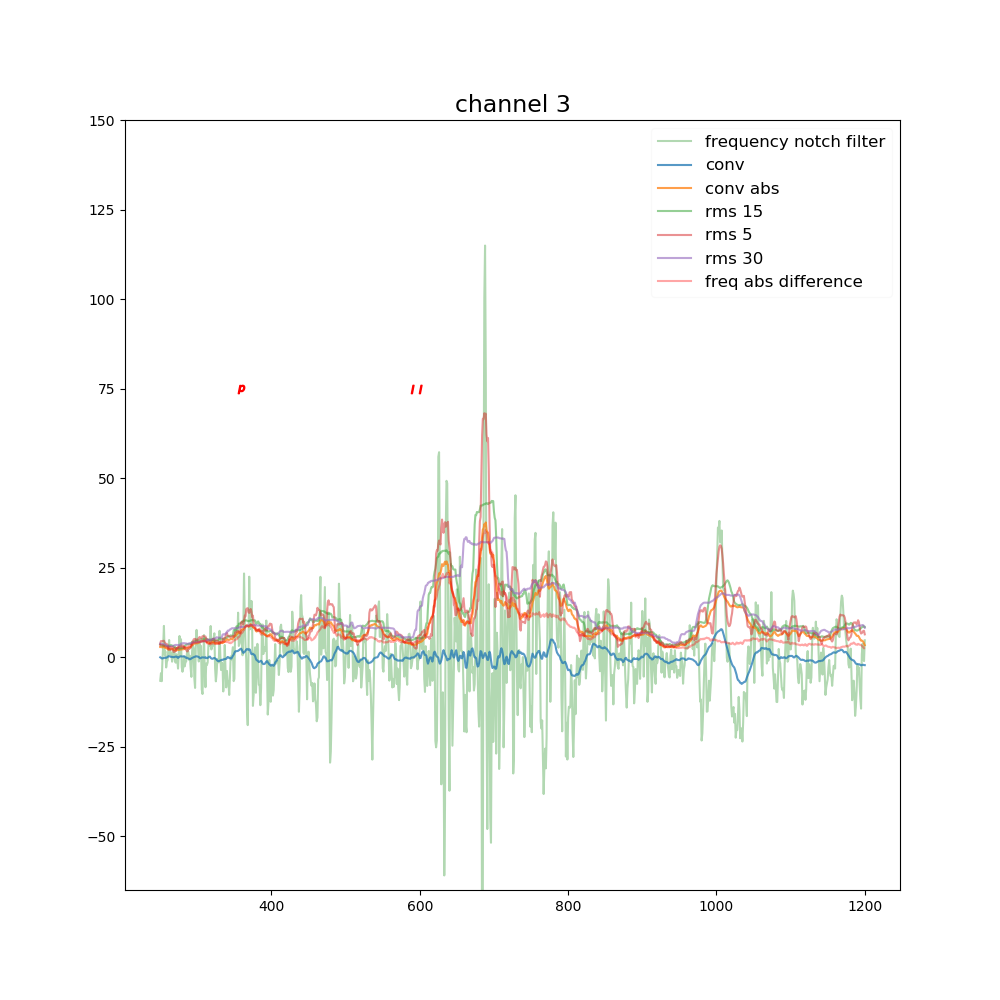 channel 3
150
125
100
75
50
25
0
−25
−50
400 600 800 1000 1200
frequency notch filter
conv
conv abs
rms 15
rms 5
rms 30
freq abs difference
p
l l